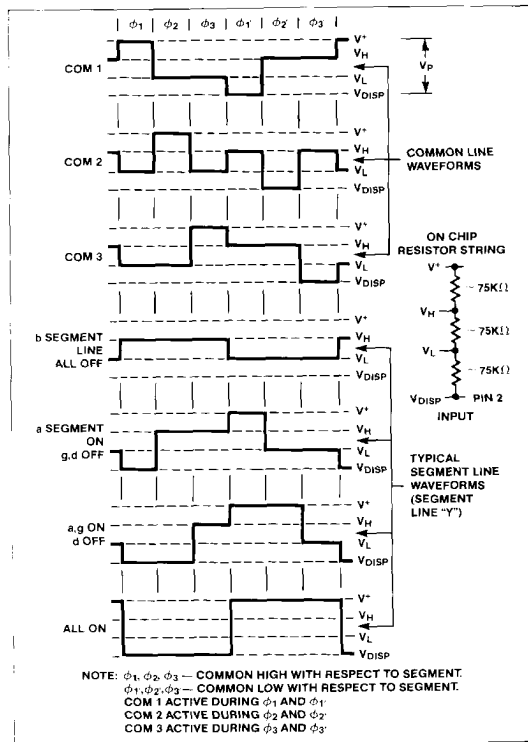 ϕ1 ϕ2 ϕ3 ϕ1' ϕ2' ϕ3'
V+
VH
COM 1
VL
VDISP
VP
V+
VH
COM 2
VL
VDISP
COMMON LINE
WAVEFORMS
V+
COM 3
VH
VL
VDISP
ON CHIP
RESISTOR STRING
V+
~75KΩ
VH
~75KΩ
VL
~75KΩ
VDISP PIN 2
INPUT
V+
b SEGMENT
LINE
ALL OFF
VH
VL
VDISP
V+
a SEGMENT
ON
g,d OFF
VH
VL
VDISP
TYPICAL
SEGMENT LINE
WAVEFORMS
(SEGMENT
LINE "Y")
V+
a,g ON
d OFF
VH
VL
VDISP
V+
VH
ALL ON
VL
VDISP
NOTE: ϕ1, ϕ2, ϕ3 — COMMON HIGH WITH RESPECT TO SEGMENT.
ϕ1', ϕ2', ϕ3' — COMMON LOW WITH RESPECT TO SEGMENT.
COM 1 ACTIVE DURING ϕ1 AND ϕ1'
COM 2 ACTIVE DURING ϕ2 AND ϕ2'
COM 3 ACTIVE DURING ϕ3 AND ϕ3'